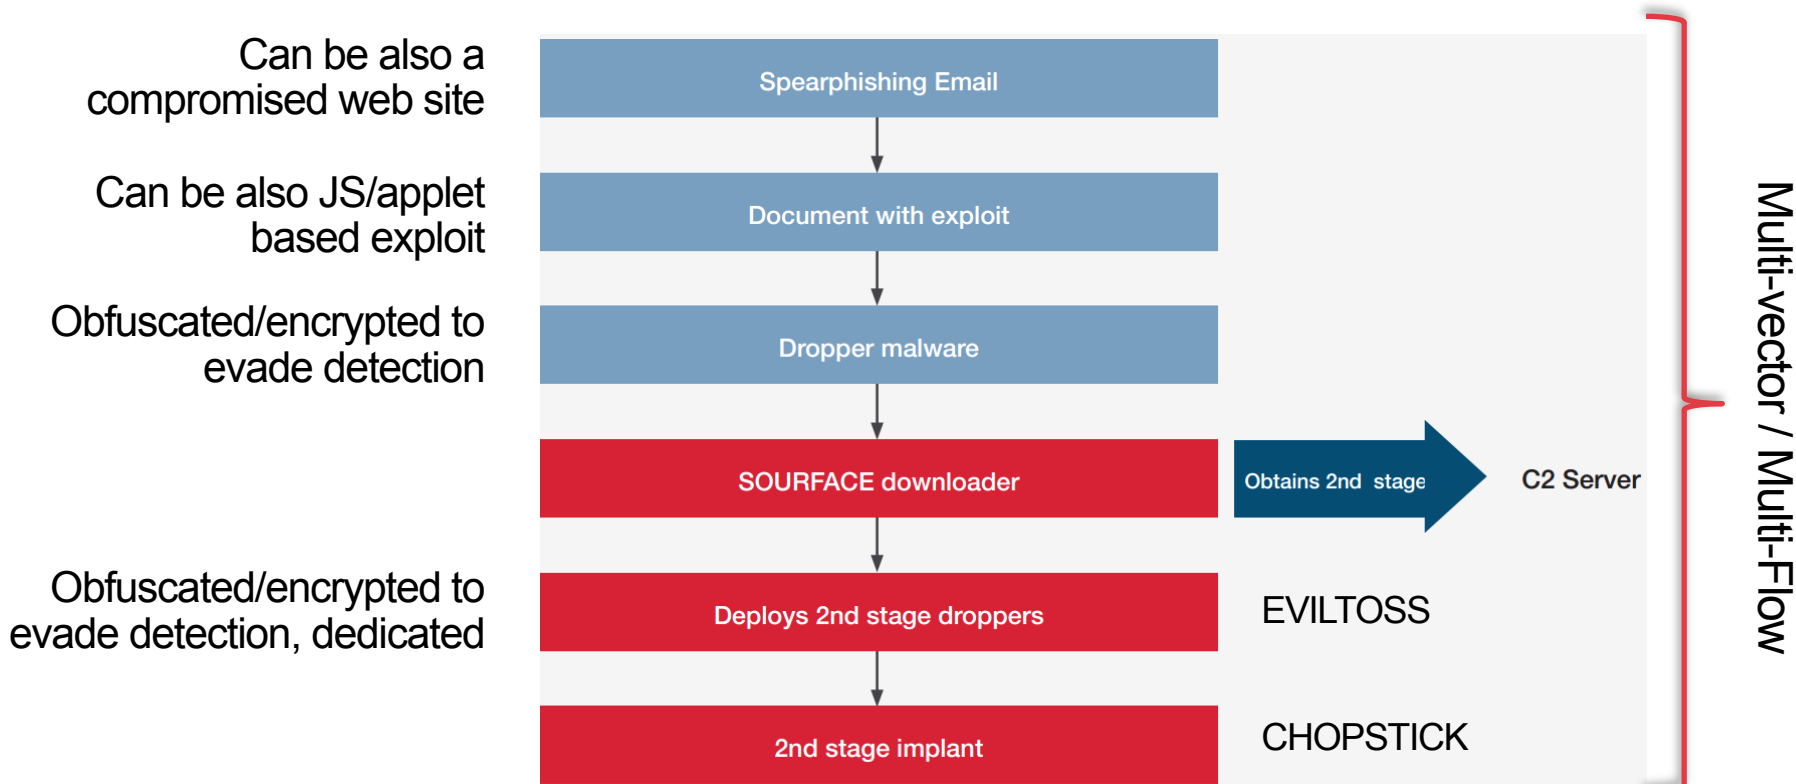 Can be also a
compromised web site
Spearphishing Email
Can be also JS/applet
based exploit
Document with exploit
Obfuscated/encrypted to
evade detection
Dropper malware
SOURFACE downloader
Obtains 2nd stage
C2 Server
Obfuscated/encrypted to
evade detection, dedicated
Deploys 2nd stage droppers
EVILTOSS
2nd stage implant
CHOPSTICK
Multi-vector / Multi-Flow